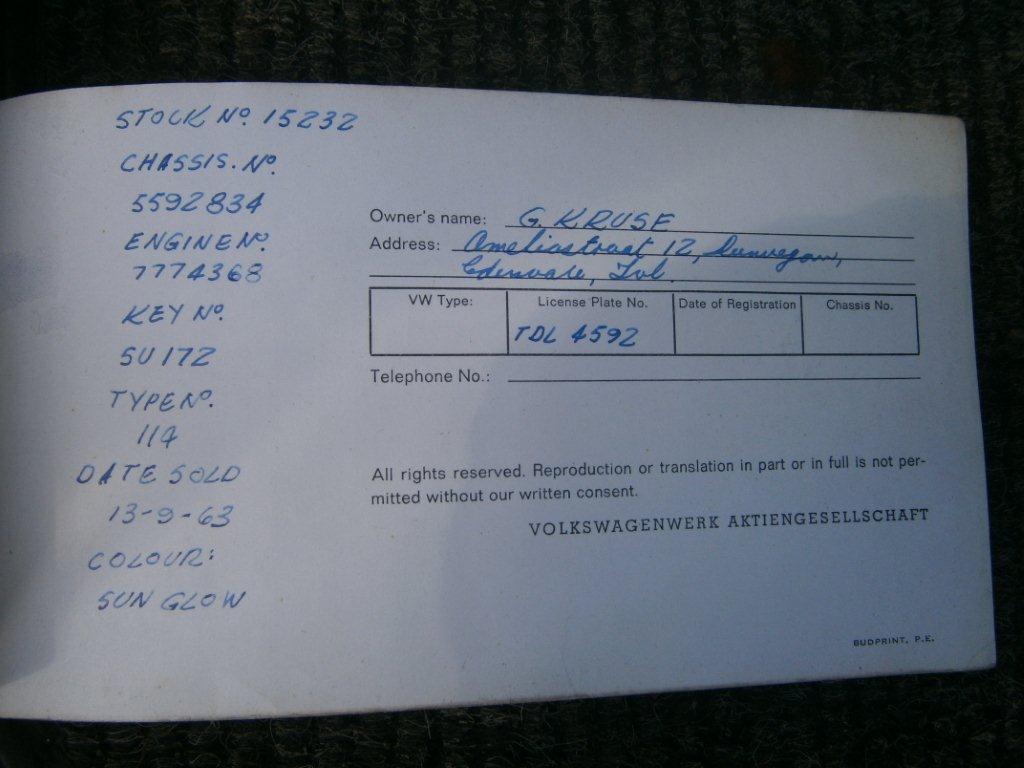 STOCK Nº 15232
CHASSIS. Nº.
5592834
ENGINE Nº.
7774368
KEY Nº.
SU 172
TYPE Nº.
114
DATE SOLD
13-9-63
COLOUR:
SUN GLOW
Owner's name: G. KRUSE
Address: Ameliastraat 12, Dunvegan,
Edenvale, Tvl.
VW Type: License Plate No. Date of Registration Chassis No.
TDL 4592
Telephone No.:
All rights reserved. Reproduction or translation in part or in full is not per-
mitted without our written consent.
VOLKSWAGENWERK AKTIENGESELLSCHAFT
BUDPRINT, P.E.